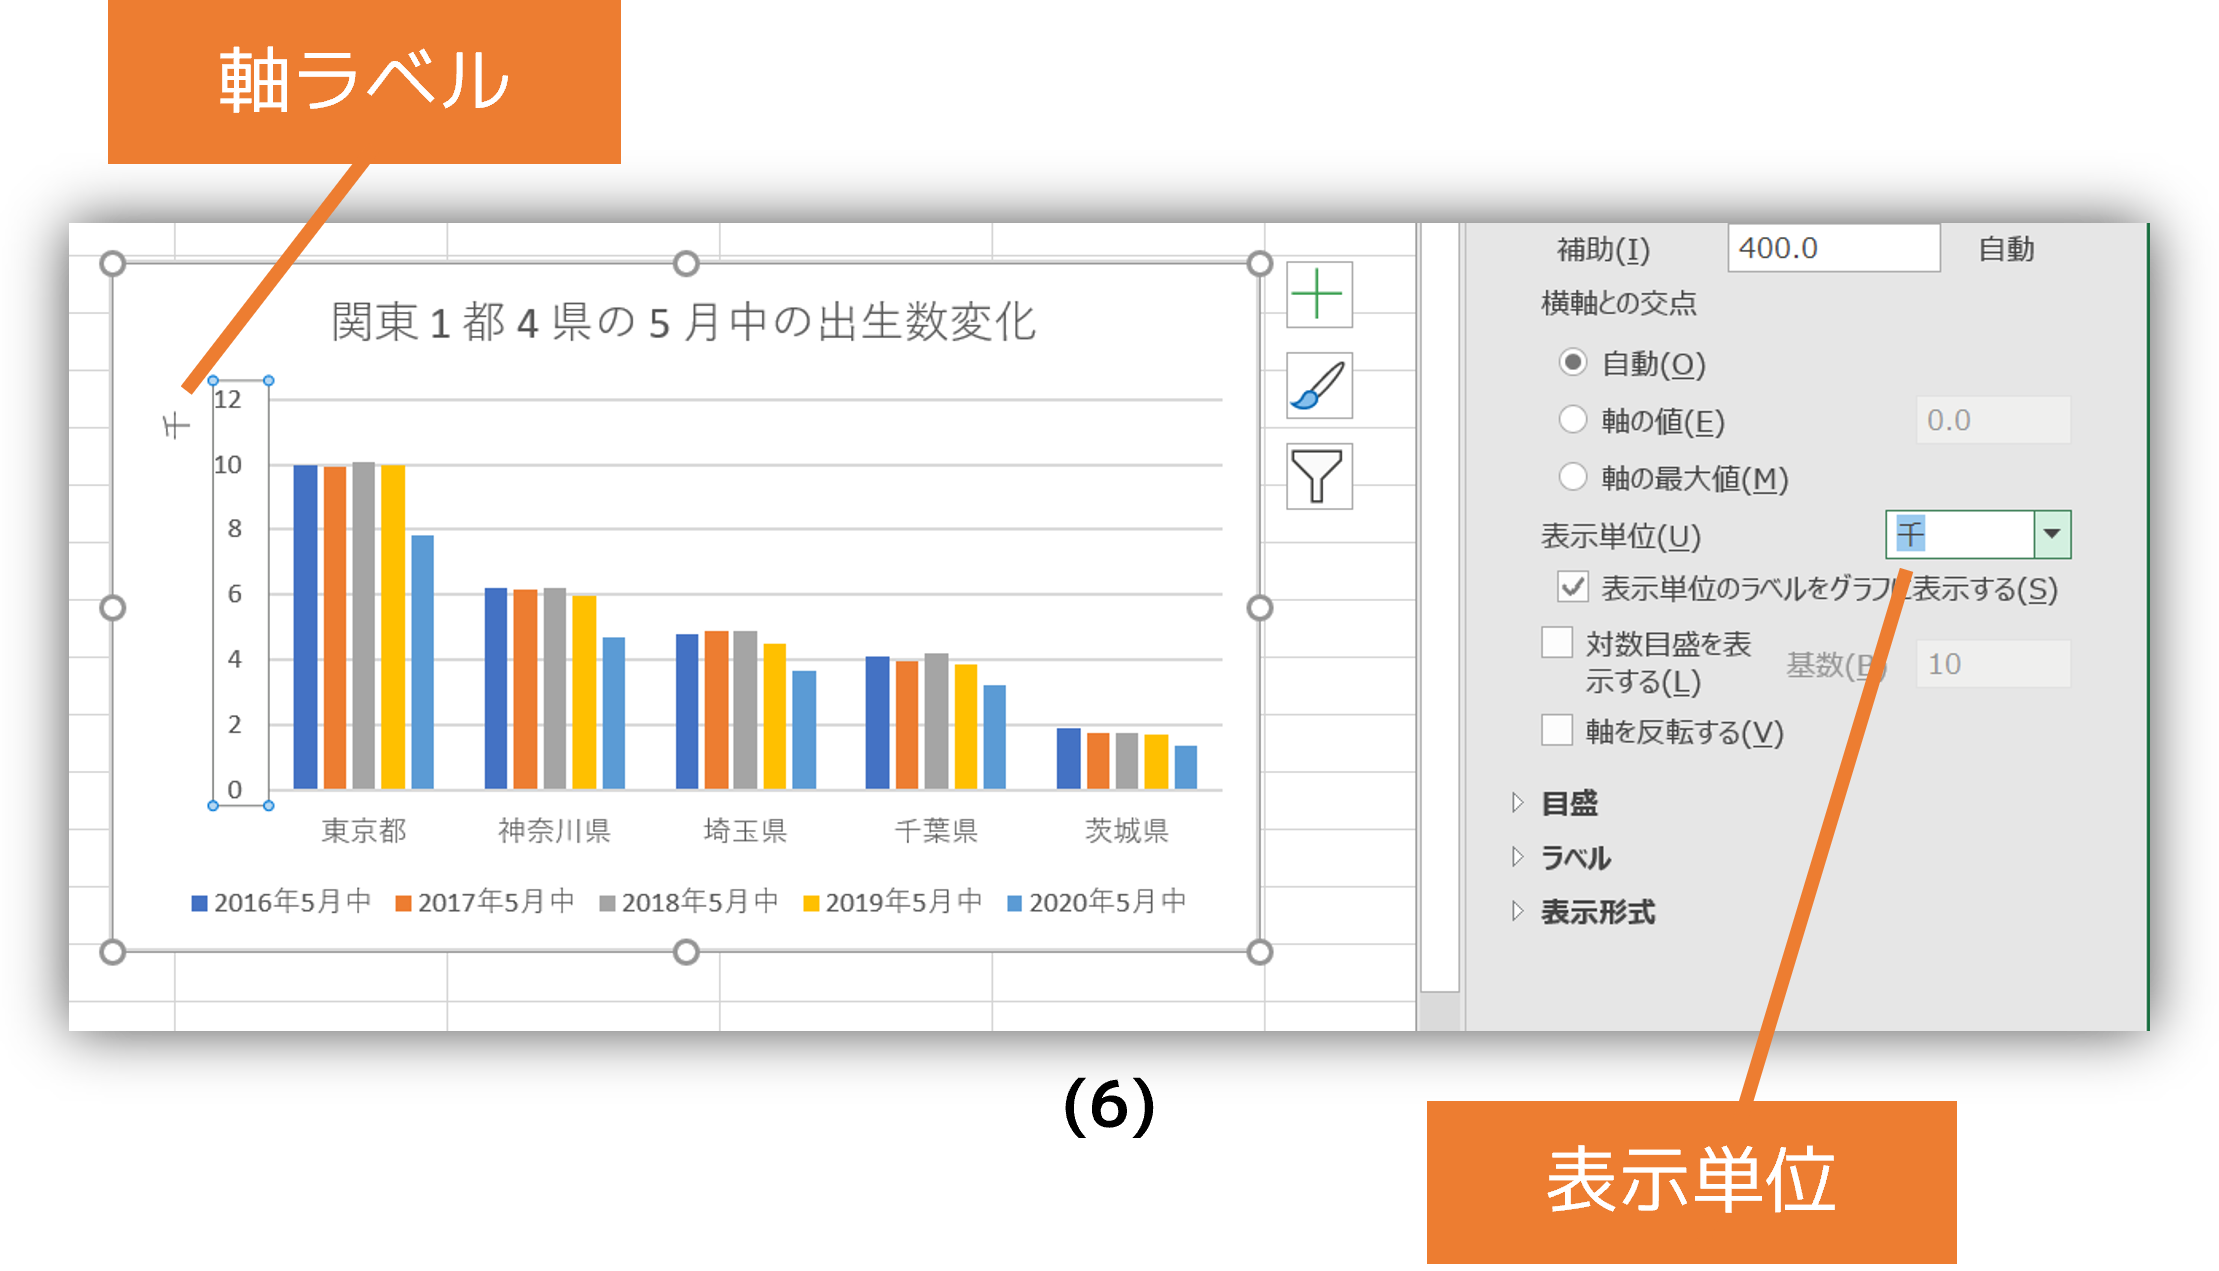 軸ラベル
関東1都4県の5月中の出生数変化
千
12
10
8
6
4
2
0
東京都 神奈川県 埼玉県 千葉県 茨城県
2016年5月中 2017年5月中 2018年5月中 2019年5月中 2020年5月中
補助(I) 400.0 自動
横軸との交点
自動(O)
軸の値(E) 0.0
軸の最大値(M)
表示単位(U) 千
表示単位のラベルをグラフに表示する(S)
対数目盛を表
示する(L) 基数(B) 10
軸を反転する(V)
目盛
ラベル
表示形式
(6)
表示単位